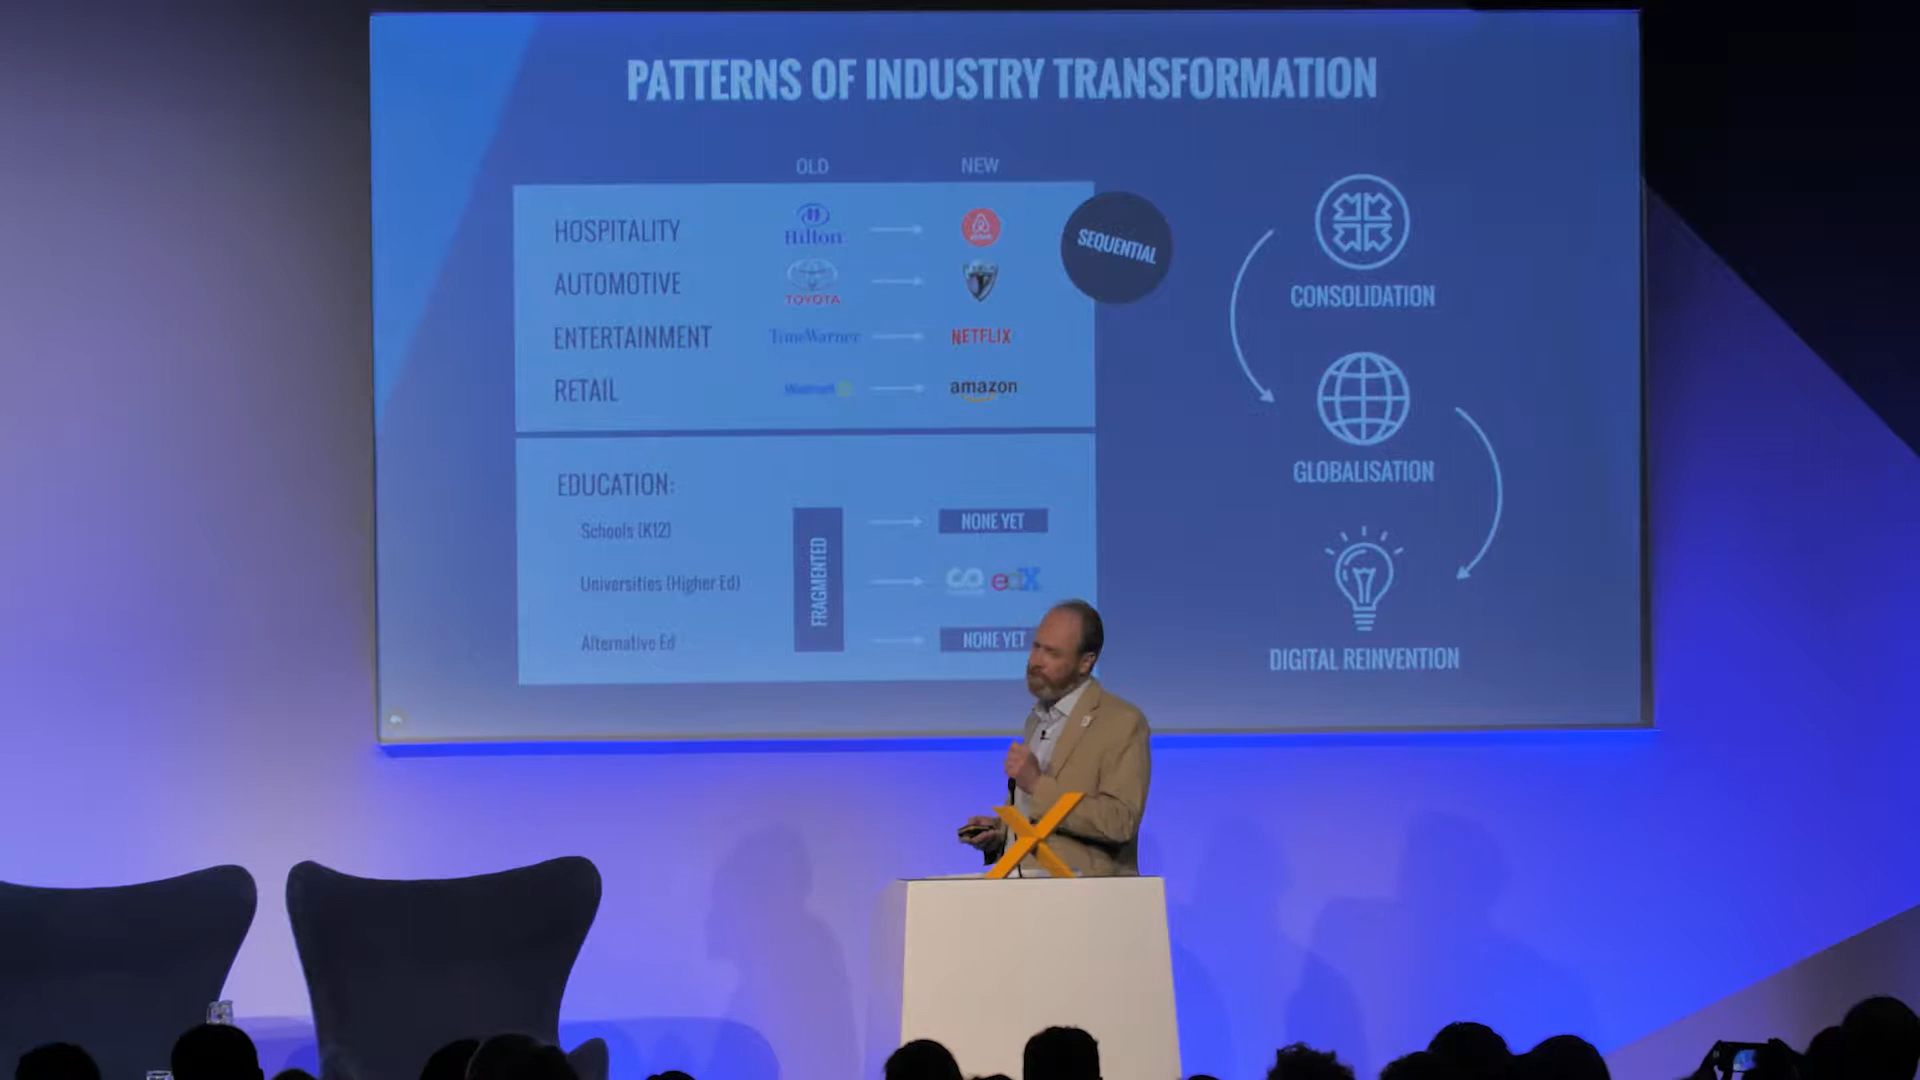 PATTERNS OF INDUSTRY TRANSFORMATION
OLD NEW
HOSPITALITY Hilton
AUTOMOTIVE TOYOTA
ENTERTAINMENT TimeWarner NETFLIX
RETAIL Walmart amazon
SEQUENTIAL
EDUCATION:
Schools (K12) NONE YET
Universities (Higher Ed) edX
Alternative Ed NONE YET
FRAGMENTED
CONSOLIDATION
GLOBALISATION
DIGITAL REINVENTION
X